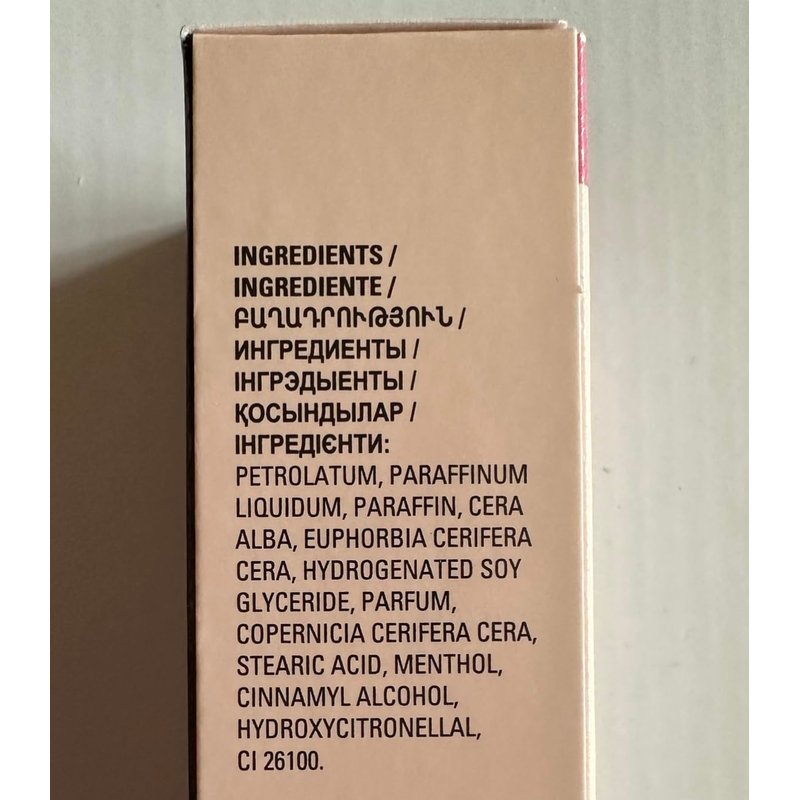 INGREDIENTS /
INGREDIENTE /
ԲԱՂԱԴՐՈՒԹՅՈՒՆ /
ИНГРЕДИЕНТЫ /
ІНГРЭДЫЕНТЫ /
ҚОСЫНДЫЛАР /
ІНГРЕДІЄНТИ:
PETROLATUM, PARAFFINUM
LIQUIDUM, PARAFFIN, CERA
ALBA, EUPHORBIA CERIFERA
CERA, HYDROGENATED SOY
GLYCERIDE, PARFUM,
COPERNICIA CERIFERA CERA,
STEARIC ACID, MENTHOL,
CINNAMYL ALCOHOL,
HYDROXYCITRONELLAL,
CI 26100.